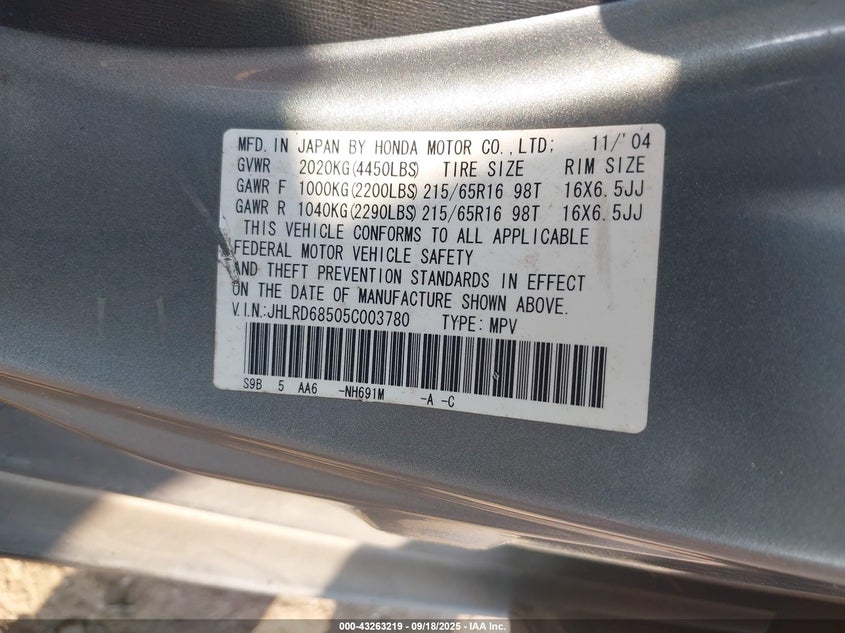 MFD. IN JAPAN BY HONDA MOTOR CO.,LTD; 11/'04
GVWR 2020KG(4450LBS) TIRE SIZE RIM SIZE
GAWR F 1000KG(2200LBS) 215/65R16 98T 16X6.5JJ
GAWR R 1040KG(2290LBS) 215/65R16 98T 16X6.5JJ
THIS VEHICLE CONFORMS TO ALL APPLICABLE
FEDERAL MOTOR VEHICLE SAFETY
AND THEFT PREVENTION STANDARDS IN EFFECT
ON THE DATE OF MANUFACTURE SHOWN ABOVE.
V.I.N.:JHLRD68505C003780 TYPE: MPV
S9B 5 AA6 -NH691M -A -C
000-43263219 - 09/18/2025 - IAA Inc.